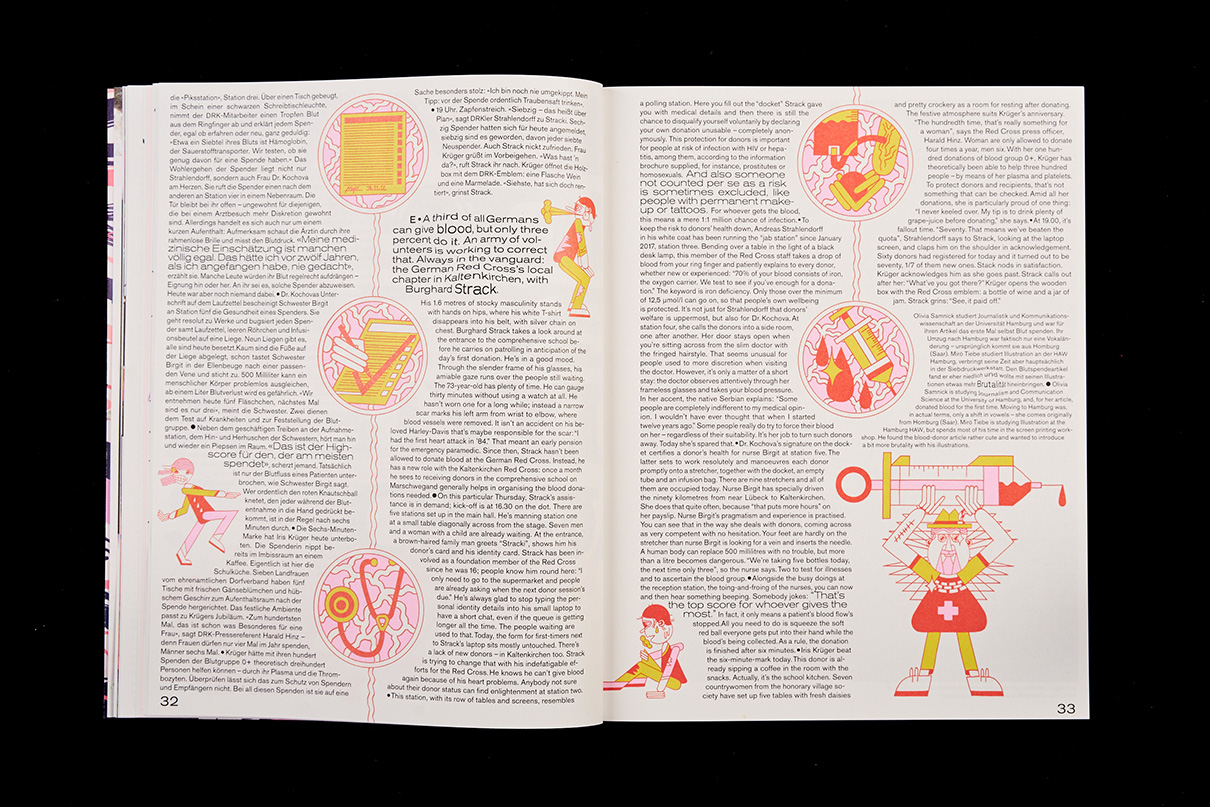 die «Piksstation», Station drei. Über einen Tisch gebeugt,
im Schein einer schwarzen Schreibtischleuchte,
nimmt der DRK-Mitarbeiter einen Tropfen Blut
aus dem Ringfinger ab und erklärt jedem Spen-
der, egal ob erfahren oder neu, ganz geduldig:
«Etwa ein Siebtel Ihres Bluts ist Hämoglobin,
der Sauerstofftransporter. Wir testen, ob sie
genug davon für eine Spende haben.» Das
Wohlergehen der Spender liegt nicht nur
Strahlendorf, sondern auch Frau Dr. Kochova
am Herzen. Sie ruft die Spender einen nach dem
anderen an Station vier in einem Nebenraum. Die
Tür bleibt bei ihr offen – ungewohnt für diejenigen,
die bei einem Arztbesuch mehr Diskretion gewohnt
sind. Allerdings handelt es sich auch nur um einem
kurzen Aufenthalt: Aufmerksam schaut die Ärztin durch ihre
rahmenlose Brille und misst den Blutdruck. «Meine medi-
zinische Einschätzung ist manchen
völlig egal. Das hätte ich vor zwölf Jahren,
als ich angefangen habe, nie gedacht»,
erzählt sie. Manche Leute würden ihr Blut regelrecht aufdrängen –
Eignung hin oder her. An ihr sei es, solche Spender abzuweisen.
Heute war aber noch niemand dabei. • Dr. Kochovas Unter-
schrift auf dem Laufzettel bescheinigt Schwester Birgit
an Station fünf die Gesundheit eines Spenders. Sie
geht resolut zu Werke und bugsiert jeden Spen-
der samt Laufzettel, leeren Röhrchen und Infusi-
onsbeutel auf eine Liege. Neun Liegen gibt es,
alle sind heute besetzt. Kaum sind die Füße auf
der Liege abgelegt, schon tastet Schwester
Birgit in der Ellenbeuge nach einer passen-
den Vene und sticht zu. 500 Milliliter kann ein
menschlicher Körper problemlos ausgleichen,
ab einem Liter Blutverlust wird es gefährlich. «Wir
entnehmen heute fünf Fläschchen, nächstes Mal
sind es nur drei», meint die Schwester. Zwei dienen
dem Test auf Krankheiten und zur Feststellung der Blut-
gruppe. ● Neben dem geschäftigen Treiben an der Aufnahme-
station, dem Hin- und Herhuschen der Schwestern, hört man hin
und wieder ein Piepsen im Raum. «Das ist der High-
score für den, der am meisten
spendet», scherzt jemand. Tatsächlich
ist nur der Blutfluss eines Patienten unter-
brochen, wie Schwester Birgit sagt.
Wer ordentlich den roten Knautschball
knetet, den jeder während der Blut-
entnahme in die Hand gedrückt be-
kommt, ist in der Regel nach sechs
Minuten durch. • Die Sechs-Minuten-
Marke hat Iris Krüger heute unterbo-
ten. Die Spenderin nippt be-
reits im Imbissraum an einem
Kaffee. Eigentlich ist hier die
Schulküche. Sieben Landfrauen
vom ehrenamtlichen Dorfverband haben fünf
Tische mit frischen Gänseblümchen und hüb-
schem Geschirr zum Aufenthaltsraum nach der
Spende hergerichtet. Das festliche Ambiente
passt zu Krügers Jubiläum. «Zum hundertsten
Mal, das ist schon was Besonderes für eine
Frau», sagt DRK-Pressereferent Harald Hinz –
denn Frauen dürfen nur vier Mal im Jahr spenden,
Männer sechs Mal. • Krüger hätte mit ihren hundert
Spenden der Blutgruppe 0+ theoretisch dreihundert
Personen helfen können – durch ihr Plasma und die Throm-
bozyten. Überprüfen lässt sich das zum Schutz von Spendern
und Empfängern nicht. Bei all diesen Spenden ist sie auf eine
32
Sache besonders stolz: «Ich bin noch nie umgekippt. Mein
Tipp: vor der Spende ordentlich Traubensaft trinken».
• 19 Uhr. Zapfenstreich. «Siebzig – das heißt über
Plan», sagt DRKler Strahlendorff zu Stracki. Sech-
zig Spender hatten sich für heute angemeldet,
siebzig sind es geworden, davon jeder siebte
Neuspender. Auch Strack nickt zufrieden. Frau
Krüger grüßt im Vorbeigehen. «Was hast'n
da?», ruft Strack ihr nach. Krüger öffnet die Holz-
box mit dem DRK-Emblem: eine Flasche Wein
und eine Marmelade. «Siehste, hat sich doch ren-
tiert», grinst Strack.
E • A third of all Germans
can give blood, but only three
percent do it. An army of vol-
unteers is working to correct
that. Always in the vanguard:
the German Red Cross's local
chapter in Kaltenkirchen, with
Burghard Strack.
His 1.6 metres of stocky masculinity stands
with hands on hips, where his white T-shirt
disappears into his belt, with silver chain on
chest. Burghard Strack takes a look around at
the entrance to the comprehensive school be-
fore he carries on patrolling in anticipation of the
day's first donation. He's in a good mood.
Through the slender frame of his glasses, his
amiable gaze runs over the people still waiting.
The 73-year-old has plenty of time. He can gauge
thirty minutes without using a watch at all. He
hasn't worn one for a long while; instead a narrow
scar marks his left arm from wrist to elbow, where
blood vessels were removed. It isn't an accident on his be-
loved Harley-Davis that's maybe responsible for the scar: "I
had the first heart attack in '84." That meant an early pension
for the emergency paramedic. Since then, Strack hasn't been
allowed to donate blood at the German Red Cross. Instead, he
has a new role with the Kaltenkirchen Red Cross: once a month
he sees to receiving donors in the comprehensive school on
Marschwegand generally helps in organising the blood dona-
tions needed. ● On this particular Thursday, Strack's assis-
tance is in demand; kick-off is at 16.30 on the dot. There are
five stations set up in the main hall. He's manning station one
at a small table diagonally across from the stage. Seven men
and a woman with a child are already waiting. At the entrance,
a brown-haired family man greets "Stracki", shows him his
donor's card and his identity card. Strack has been in-
volved as a foundation member of the Red Cross
since he was 16; people know him round here: "I
only need to go to the supermarket and people
are already asking when the next donor session's
due." He's always glad to stop typing the per-
sonal identity details into his small laptop to
have a short chat, even if the queue is getting
longer all the time. The people waiting are
used to that. Today, the form for first-timers next
to Strack's laptop sits mostly untouched. There's
a lack of new donors – in Kaltenkirchen too. Strack
is trying to change that with his indefatigable ef-
forts for the Red Cross. He knows he can't give blood
again because of his heart problems. Anybody not sure
about their donor status can find enlightenment at station two.
• This station, with its row of tables and screens, resembles
a polling station. Here you fill out the "docket" Strack gave
you with medical details and then there is still the
chance to disqualify yourself voluntarily by declaring
your own donation unusable – completely anon-
ymously. This protection for donors is important
for people at risk of infection with HIV or hepa-
titis, among them, according to the information
brochure supplied, for instance, prostitutes or
homosexuals. And also someone
not counted per se as a risk
is sometimes excluded, like
people with permanent make-
up or tattoos. For whoever gets the blood,
this means a mere 1:1 million chance of infection. • To
keep the risk to donors' health down, Andreas Strahlendorff
in his white coat has been running the "jab station" since January
2017, station three. Bending over a table in the light of a black
desk lamp, this member of the Red Cross staff takes a drop of
blood from your ring finger and patiently explains to every donor,
whether new or experienced: "70% of your blood consists of iron,
the oxygen carrier. We test to see if you've enough for a dona-
tion." The keyword is iron deficiency. Only those over the minimum
of 12,5 µmol/l can go on, so that people's own wellbeing
is protected. It's not just for Strahlendorff that donors'
welfare is uppermost, but also for Dr. Kochova. At
station four, she calls the donors into a side room,
one after another. Her door stays open when
you're sitting across from the slim doctor with
the fringed hairstyle. That seems unusual for
people used to more discretion when visiting
the doctor. However, it's only a matter of a short
stay: the doctor observes attentively through her
frameless glasses and takes your blood pressure.
In her accent, the native Serbian explains: "Some
people are completely indifferent to my medical opin-
ion. I wouldn't have ever thought that when I started
twelve years ago." Some people really do try to force their blood
on her – regardless of their suitability. It's her job to turn such donors
away. Today she's spared that. • Dr. Kochova's signature on the dock-
et certifies a donor's health for nurse Birgit at station five. The
latter sets to work resolutely and manoeuvres each donor
promptly onto a stretcher, together with the docket, an empty
tube and an infusion bag. There are nine stretchers and all of
them are occupied today. Nurse Birgit has specially driven
the ninety kilometres from near Lübeck to Kaltenkirchen.
She does that quite often, because "that puts more hours" on
her payslip. Nurse Birgit's pragmatism and experience is practised.
You can see that in the way she deals with donors, coming across
as very competent with no hesitation. Your feet are hardly on the
stretcher than nurse Birgit is looking for a vein and inserts the needle.
A human body can replace 500 millilitres with no trouble, but more
than a litre becomes dangerous. "We're taking five bottles today,
the next time only three", so the nurse says. Two to test for illnesses
and to ascertain the blood group. ● Alongside the busy doings at
the reception station, the toing-and-froing of the nurses, you can now
and then hear something beeping. Somebody jokes: "That's
the top score for whoever gives the
most." In fact, it only means a patient's blood flow's
stopped. All you need to do is squeeze the soft
red ball everyone gets put into their hand while the
blood's being collected. As a rule, the donation
is finished after six minutes. • Iris Krüger beat
the six-minute-mark today. This donor is al-
ready sipping a coffee in the room with the
snacks. Actually, it's the school kitchen. Seven
countrywomen from the honorary village so-
ciety have set up five tables with fresh daisies
and pretty crockery as a room for resting after donating.
The festive atmosphere suits Krüger's anniversary.
"The hundredth time, that's really something for
a woman", says the Red Cross press officer,
Harald Hinz. Woman are only allowed to donate
four times a year, men six. With her one hun-
dred donations of blood group 0+, Krüger has
theoretically been able to help three hundred
people – by means of her plasma and platelets.
To protect donors and recipients, that's not
something that can be checked. Amid all her
donations, she is particularly proud of one thing:
"I never keeled over. My tip is to drink plenty of
grape-juice before donating," she says. • At 19.00, it's
fallout time. "Seventy. That means we've beaten the
quota", Strahlendorff says to Strack, looking at the laptop
screen, and claps him on the shoulder in acknowledgement.
Sixty donors had registered for today and it turned out to be
seventy, 1/7 of them new ones. Stack nods in satisfaction.
Krüger acknowledges him as she goes past. Strack calls out
after her: "What've you got there?" Krüger opens the wooden
box with the Red Cross emblem: a bottle of wine and a jar of
jam. Strack grins: "See, it paid off."
Olivia Samnick studiert Journalistik und Kommunikations-
wissenschaft an der Universität Hamburg und war für
ihren Artikel das erste Mal selbst Blut spenden. Ihr
Umzug nach Hamburg war faktisch nur eine Vokalän-
derung – ursprünglich kommt sie aus Homburg
(Saar). Miró Tiebe studiert Illustration an der HAW
Hamburg, verbringt seine Zeit aber hauptsächlich
in der Siebdruckwerkstatt. Den Blutspendeartikel
fand er eher niedlich und wollte mit seinen Illustra-
tionen etwas mehr Brutalität hineinbringen. ● Olivia
Samnick is studying Journalism and Communication
Science at the University of Hamburg, and, for her article,
donated blood for the first time. Moving to Hamburg was,
in actual terms, only a shift in vowels – she comes originally
from Homburg (Saar). Miro Tiebe is studying illustration at the
Hamburg HAW, but spends most of his time in the screen printing work-
shop. He found the blood-donor article rather cute and wanted to introduce
a bit more brutality with his illustrations.
33